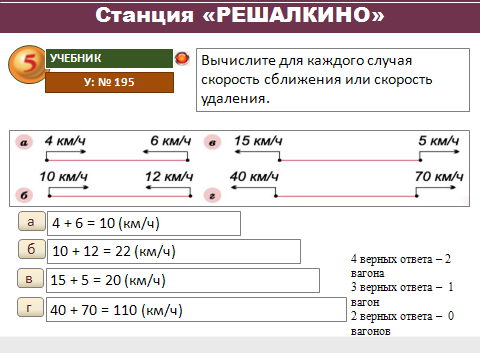 Станция «РЕШАЛКИНО»
5
УЧЕБНИК
У: № 195
Вычислите для каждого случая
скорость сближения или скорость
удаления.
а 4 км/ч 6 км/ч в 15 км/ч 5 км/ч
б 10 км/ч 12 км/ч г 40 км/ч 70 км/ч
а 4 + 6 = 10 (км/ч)
б 10 + 12 = 22 (км/ч)
в 15 + 5 = 20 (км/ч)
г 40 + 70 = 110 (км/ч)
4 верных ответа – 2
вагона
3 верных ответа – 1
вагон
2 верных ответа – 0
вагонов